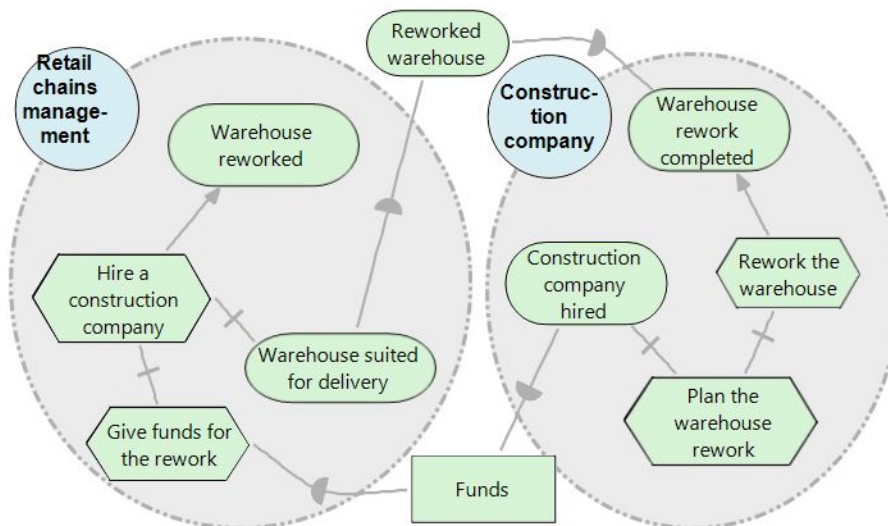 Retail
chains
manage-
ment
Warehouse
reworked
Hire a
construction
company
Warehouse suited
for delivery
Give funds for
the rework
Reworked
warehouse
Funds
Construc-
tion
company
Warehouse
rework
completed
Construction
company
hired
Rework the
warehouse
Plan the
warehouse
rework